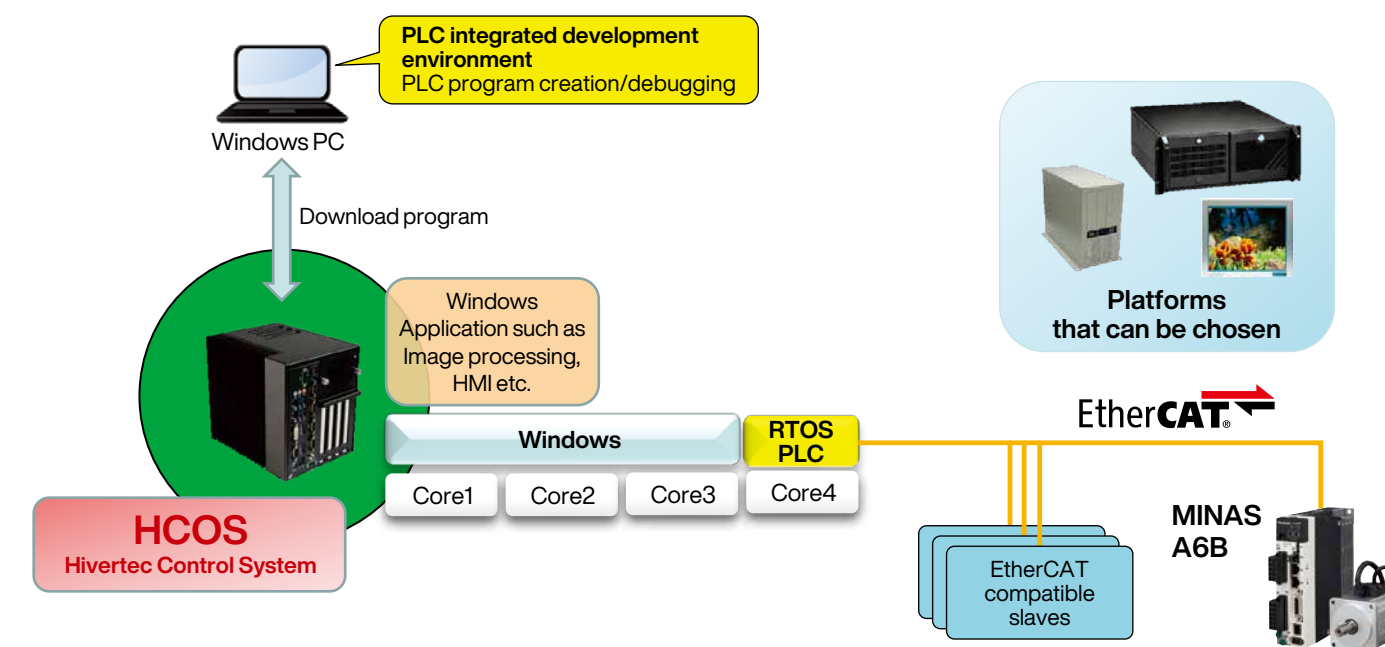 PLC integrated development
environment
PLC program creation/debugging
Windows PC
Download program
Windows
Application such as
Image processing,
HMI etc.
Platforms
that can be chosen
EtherCAT®
Windows
RTOS
PLC
Core1
Core2
Core3
Core4
HCOS
Hivertec Control System
MINAS
A6B
EtherCAT
compatible
slaves